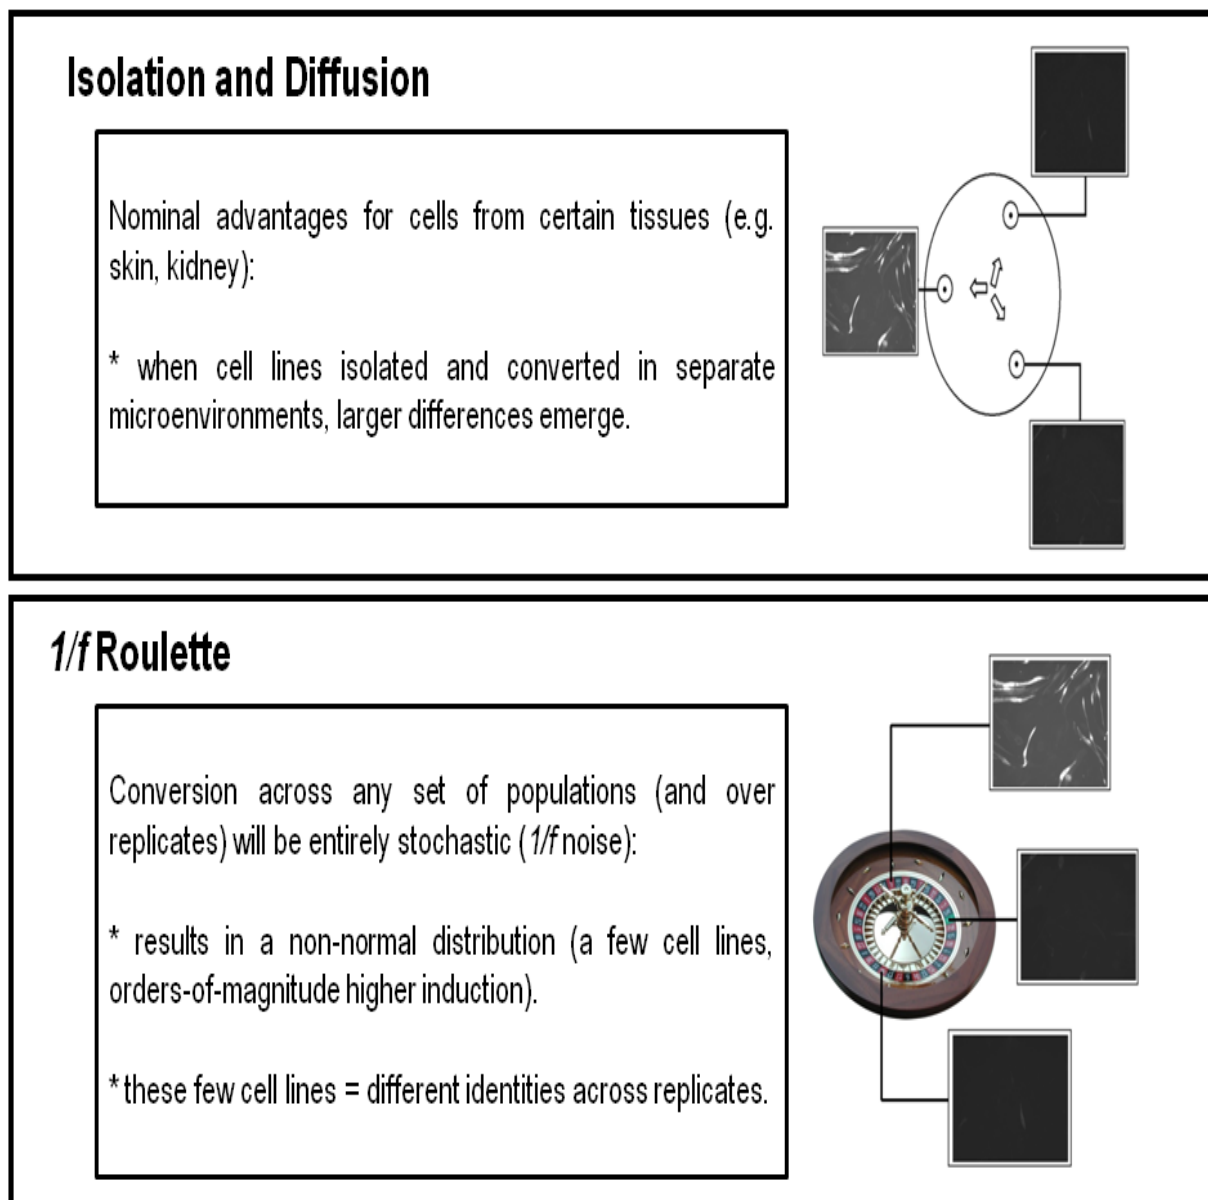 Isolation and Diffusion
Nominal advantages for cells from certain tissues (e.g.
skin, kidney):
* when cell lines isolated and converted in separate
microenvironments, larger differences emerge.
1/f Roulette
Conversion across any set of populations (and over
replicates) will be entirely stochastic (1/f noise):
* results in a non-normal distribution (a few cell lines,
orders-of-magnitude higher induction).
* these few cell lines = different identities across replicates.